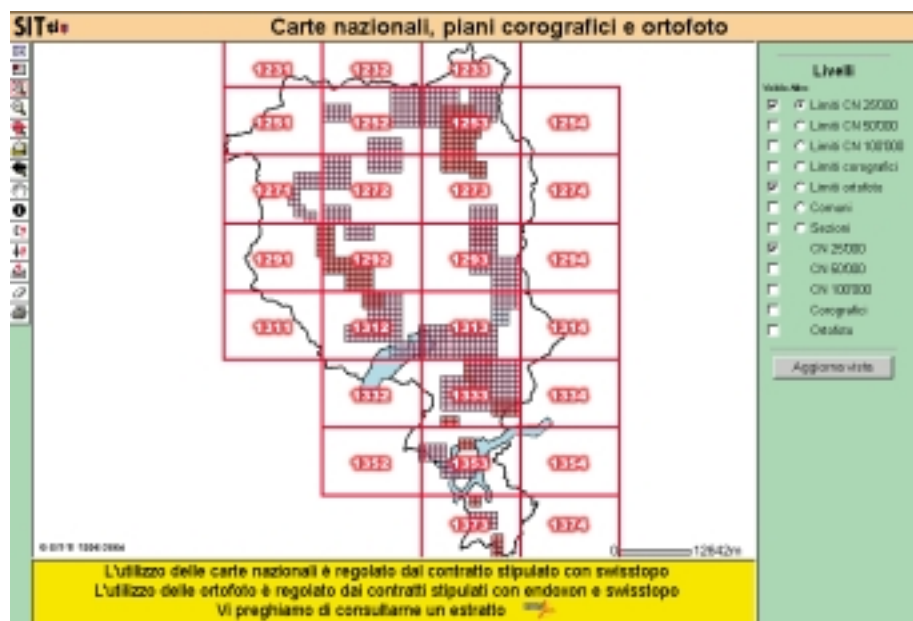 SIT
Carte nazionali, piani corografici e ortofoto
1231 1232 1233
1251 1252 1253 1254
1271 1272 1273 1274
1291 1292 1293 1294
1311 1312 1313 1314
1332 1333 1334
1352 1353 1354
1373 1374
0 12642m
Livelli
Limiti CN 25'000
Limiti CN 50'000
Limiti CN 100'000
Limiti corografici
Limiti ortofoto
Comuni
Sezioni
CN 25'000
CN 50'000
CN 100'000
Corografici
Ortofoto
Aggiorna vista
L'utilizzo delle carte nazionali è regolato dal contratto stipulato con swisstopo
L'utilizzo delle ortofoto è regolato dai contratti stipulati con endoxon e swisstopo
Vi preghiamo di consultarne un estratto